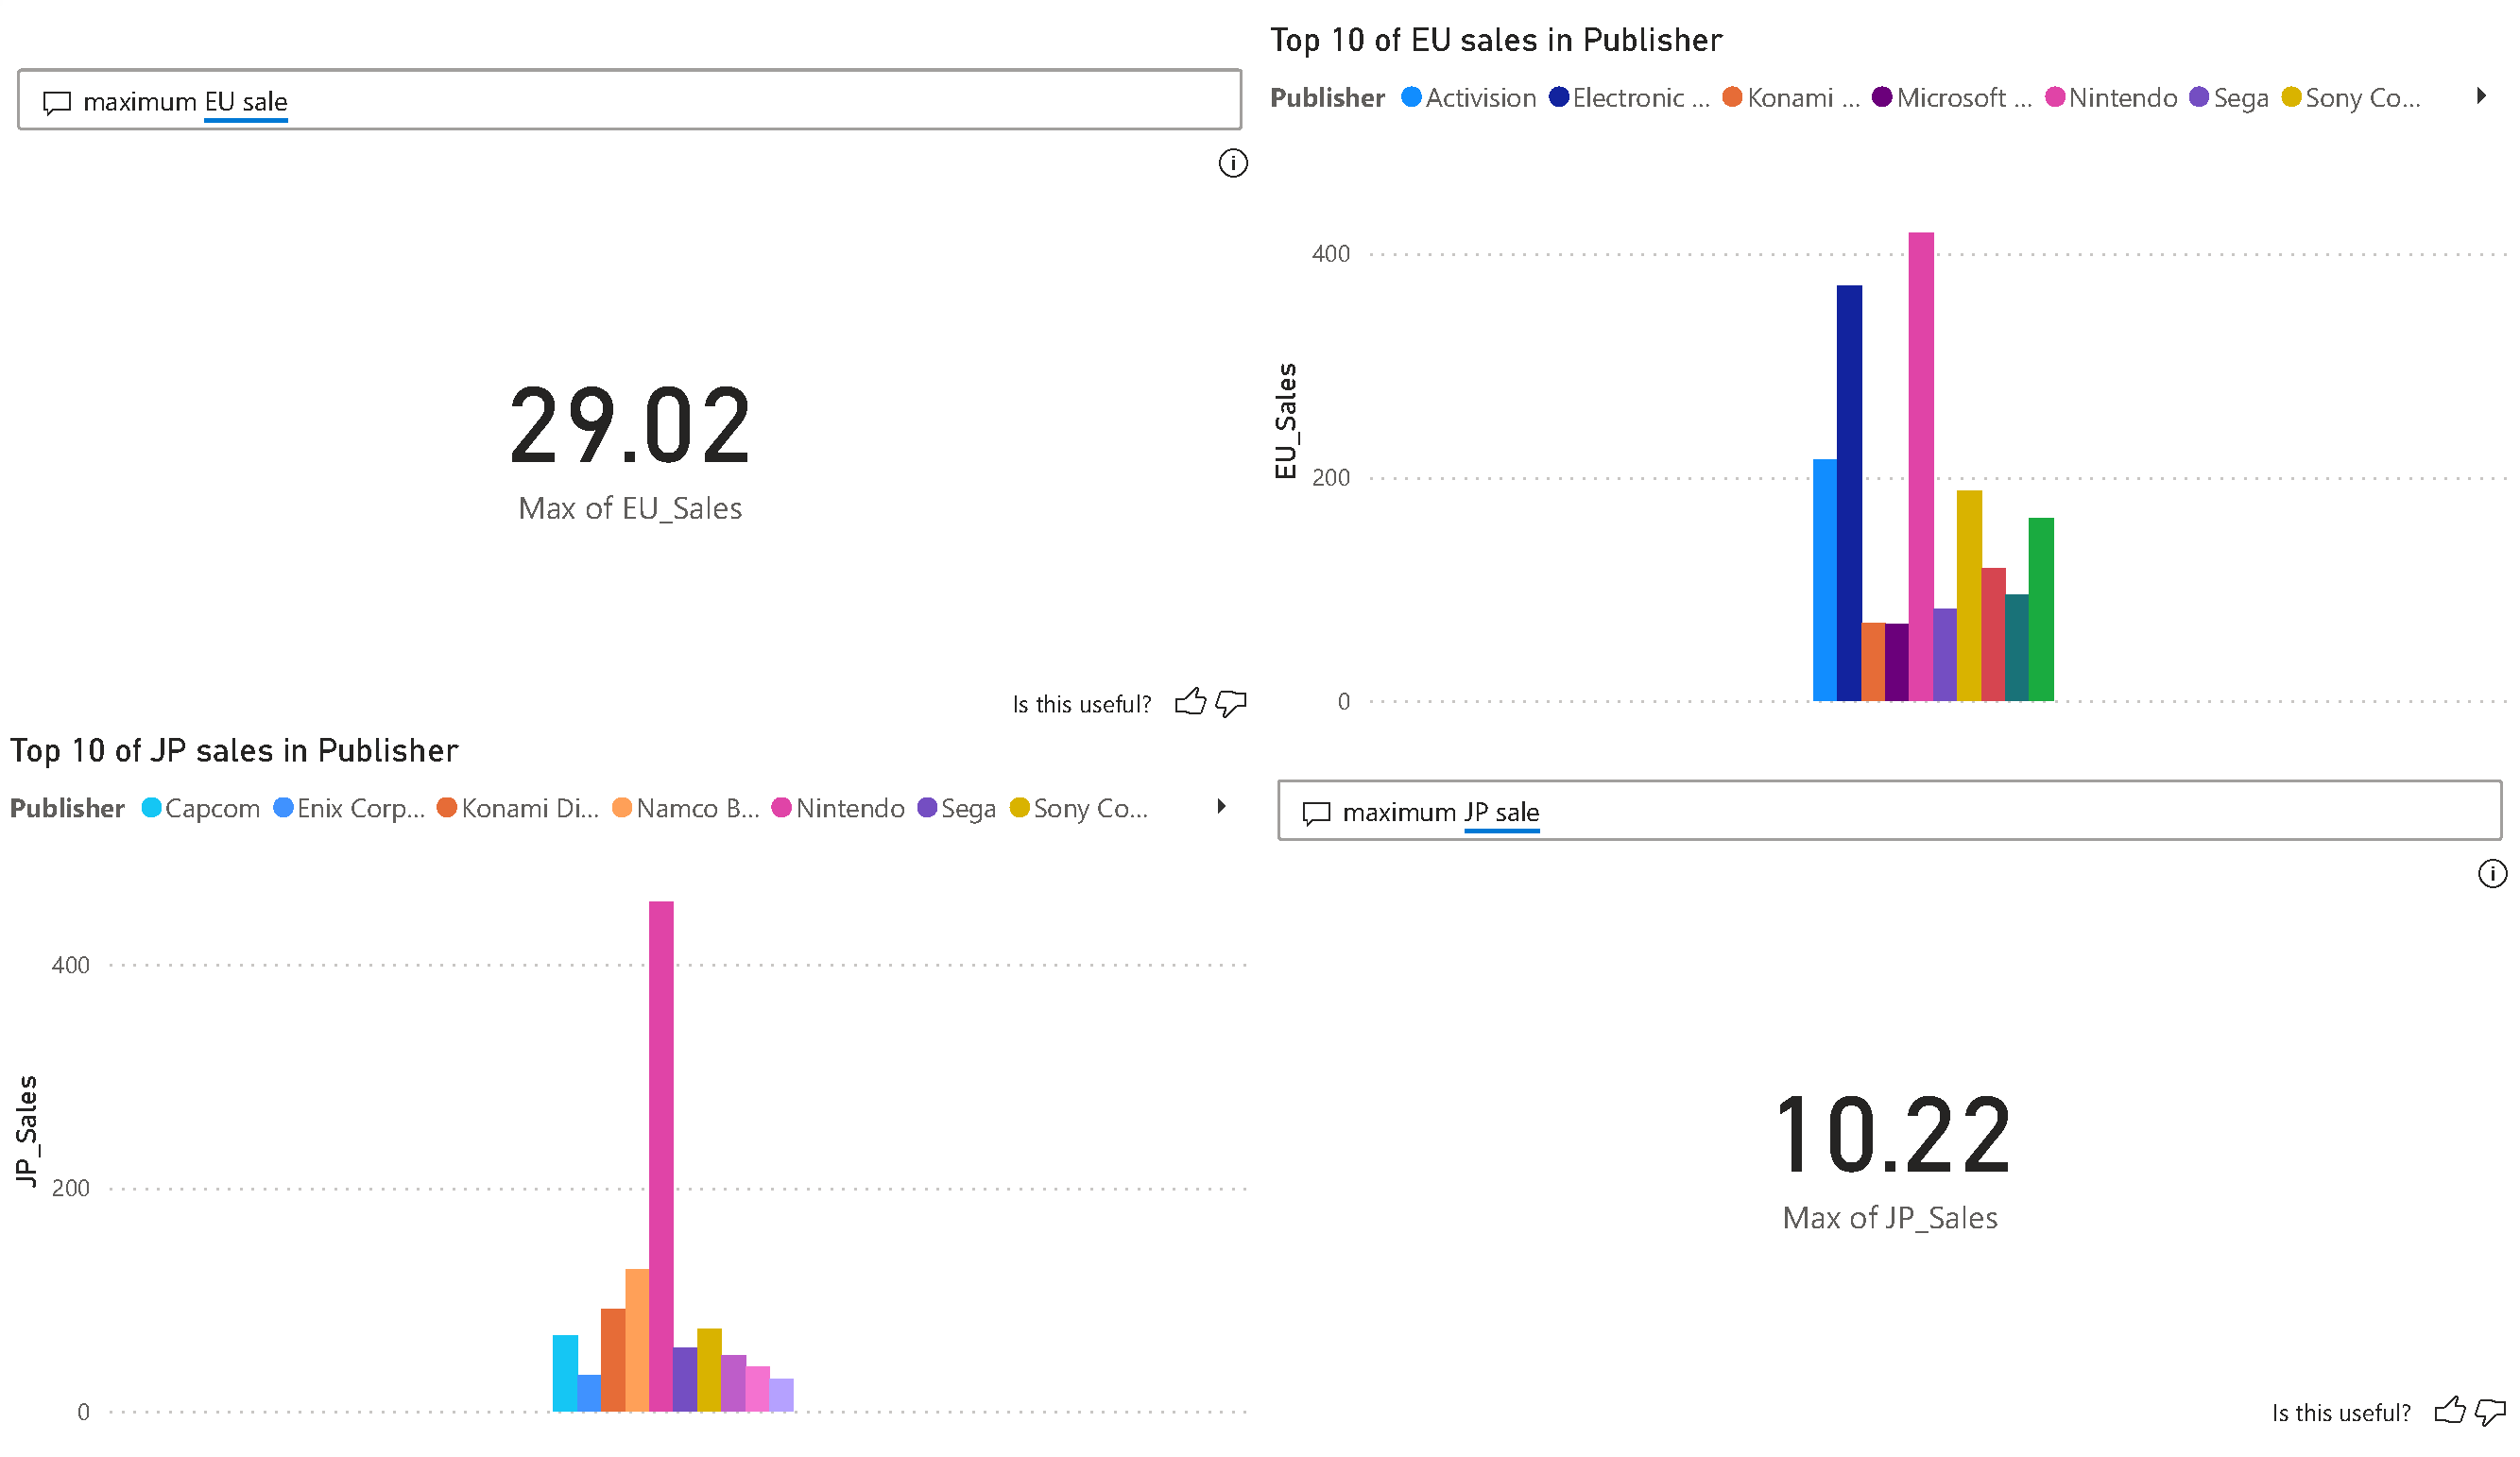 maximum EU sale
29.02
Max of EU_Sales
Is this useful?
Top 10 of EU sales in Publisher
Publisher Activision Electronic ... Konami ... Microsoft ... Nintendo Sega Sony Co...
EU_Sales
400
200
0
Top 10 of JP sales in Publisher
Publisher Capcom Enix Corp... Konami Di... Namco B... Nintendo Sega Sony Co...
JP_Sales
400
200
0
maximum JP sale
10.22
Max of JP_Sales
Is this useful?